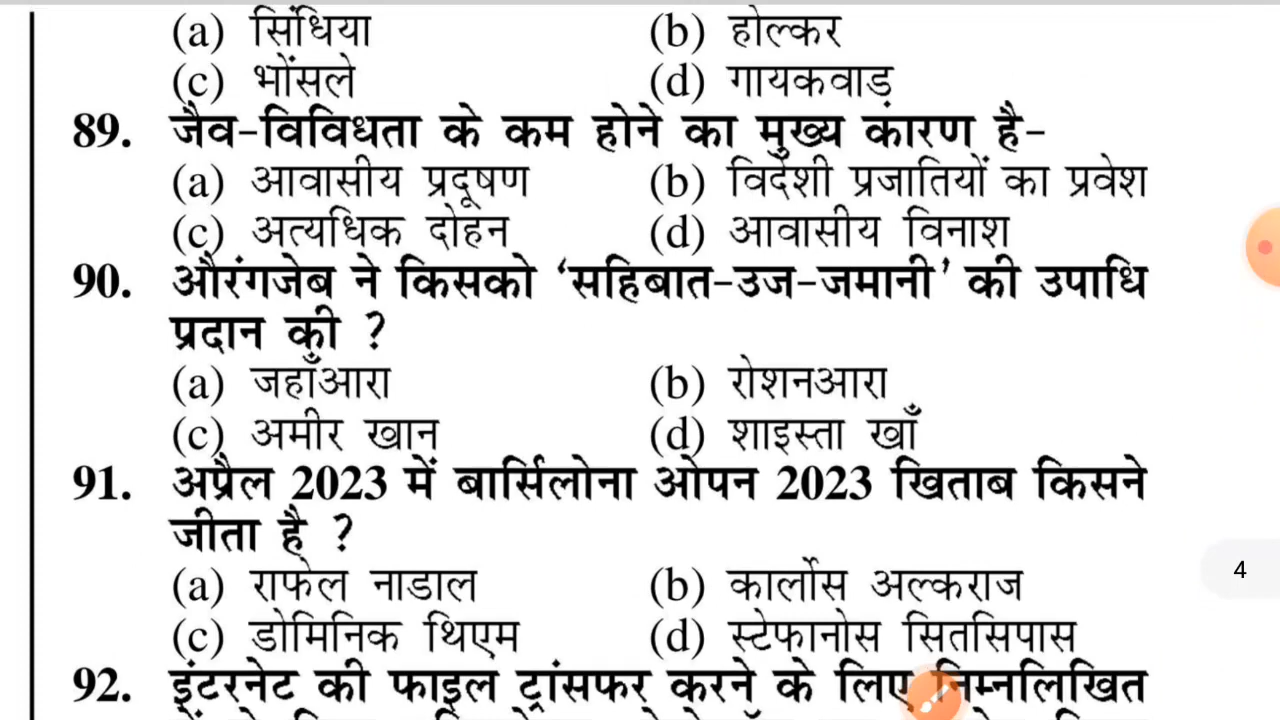 (a) सिंधिया (b) होल्कर
(c) भोंसले (d) गायकवाड़
89. जैव-विविधता के कम होने का मुख्य कारण है-
(a) आवासीय प्रदूषण (b) विदेशी प्रजातियों का प्रवेश
(c) अत्यधिक दोहन (d) आवासीय विनाश
90. औरंगजेब ने किसको ‘सहिबात-उज-जमानी’ की उपाधि
प्रदान की ?
(a) जहाँआरा (b) रोशनआरा
(c) अमीर खान (d) शाइस्ता खाँ
91. अप्रैल 2023 में बार्सिलोना ओपन 2023 खिताब किसने
जीता है ?
(a) राफेल नाडाल (b) कार्लोस अल्कराज
4
(c) डोमिनिक थिएम (d) स्टेफानोस सितसिपास
92. इंटरनेट की फाइल ट्रांसफर करने के लिए निम्नलिखित